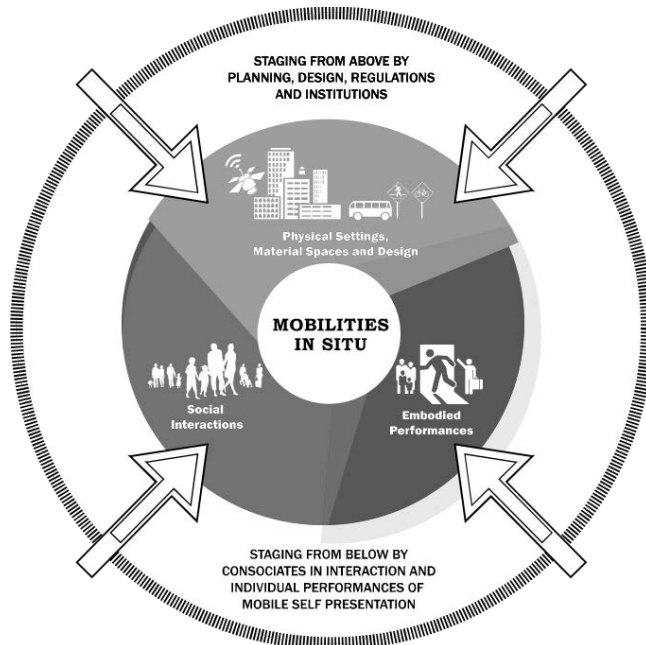 STAGING FROM ABOVE BY
PLANNING, DESIGN, REGULATIONS
AND INSTITUTIONS
Physical Settings,
Material Spaces and Design
MOBILITIES
IN SITU
Social
Interactions
Embodied
Performances
STAGING FROM BELOW BY
CONSOCIATES IN INTERACTION AND
INDIVIDUAL PERFORMANCES OF
MOBILE SELF PRESENTATION